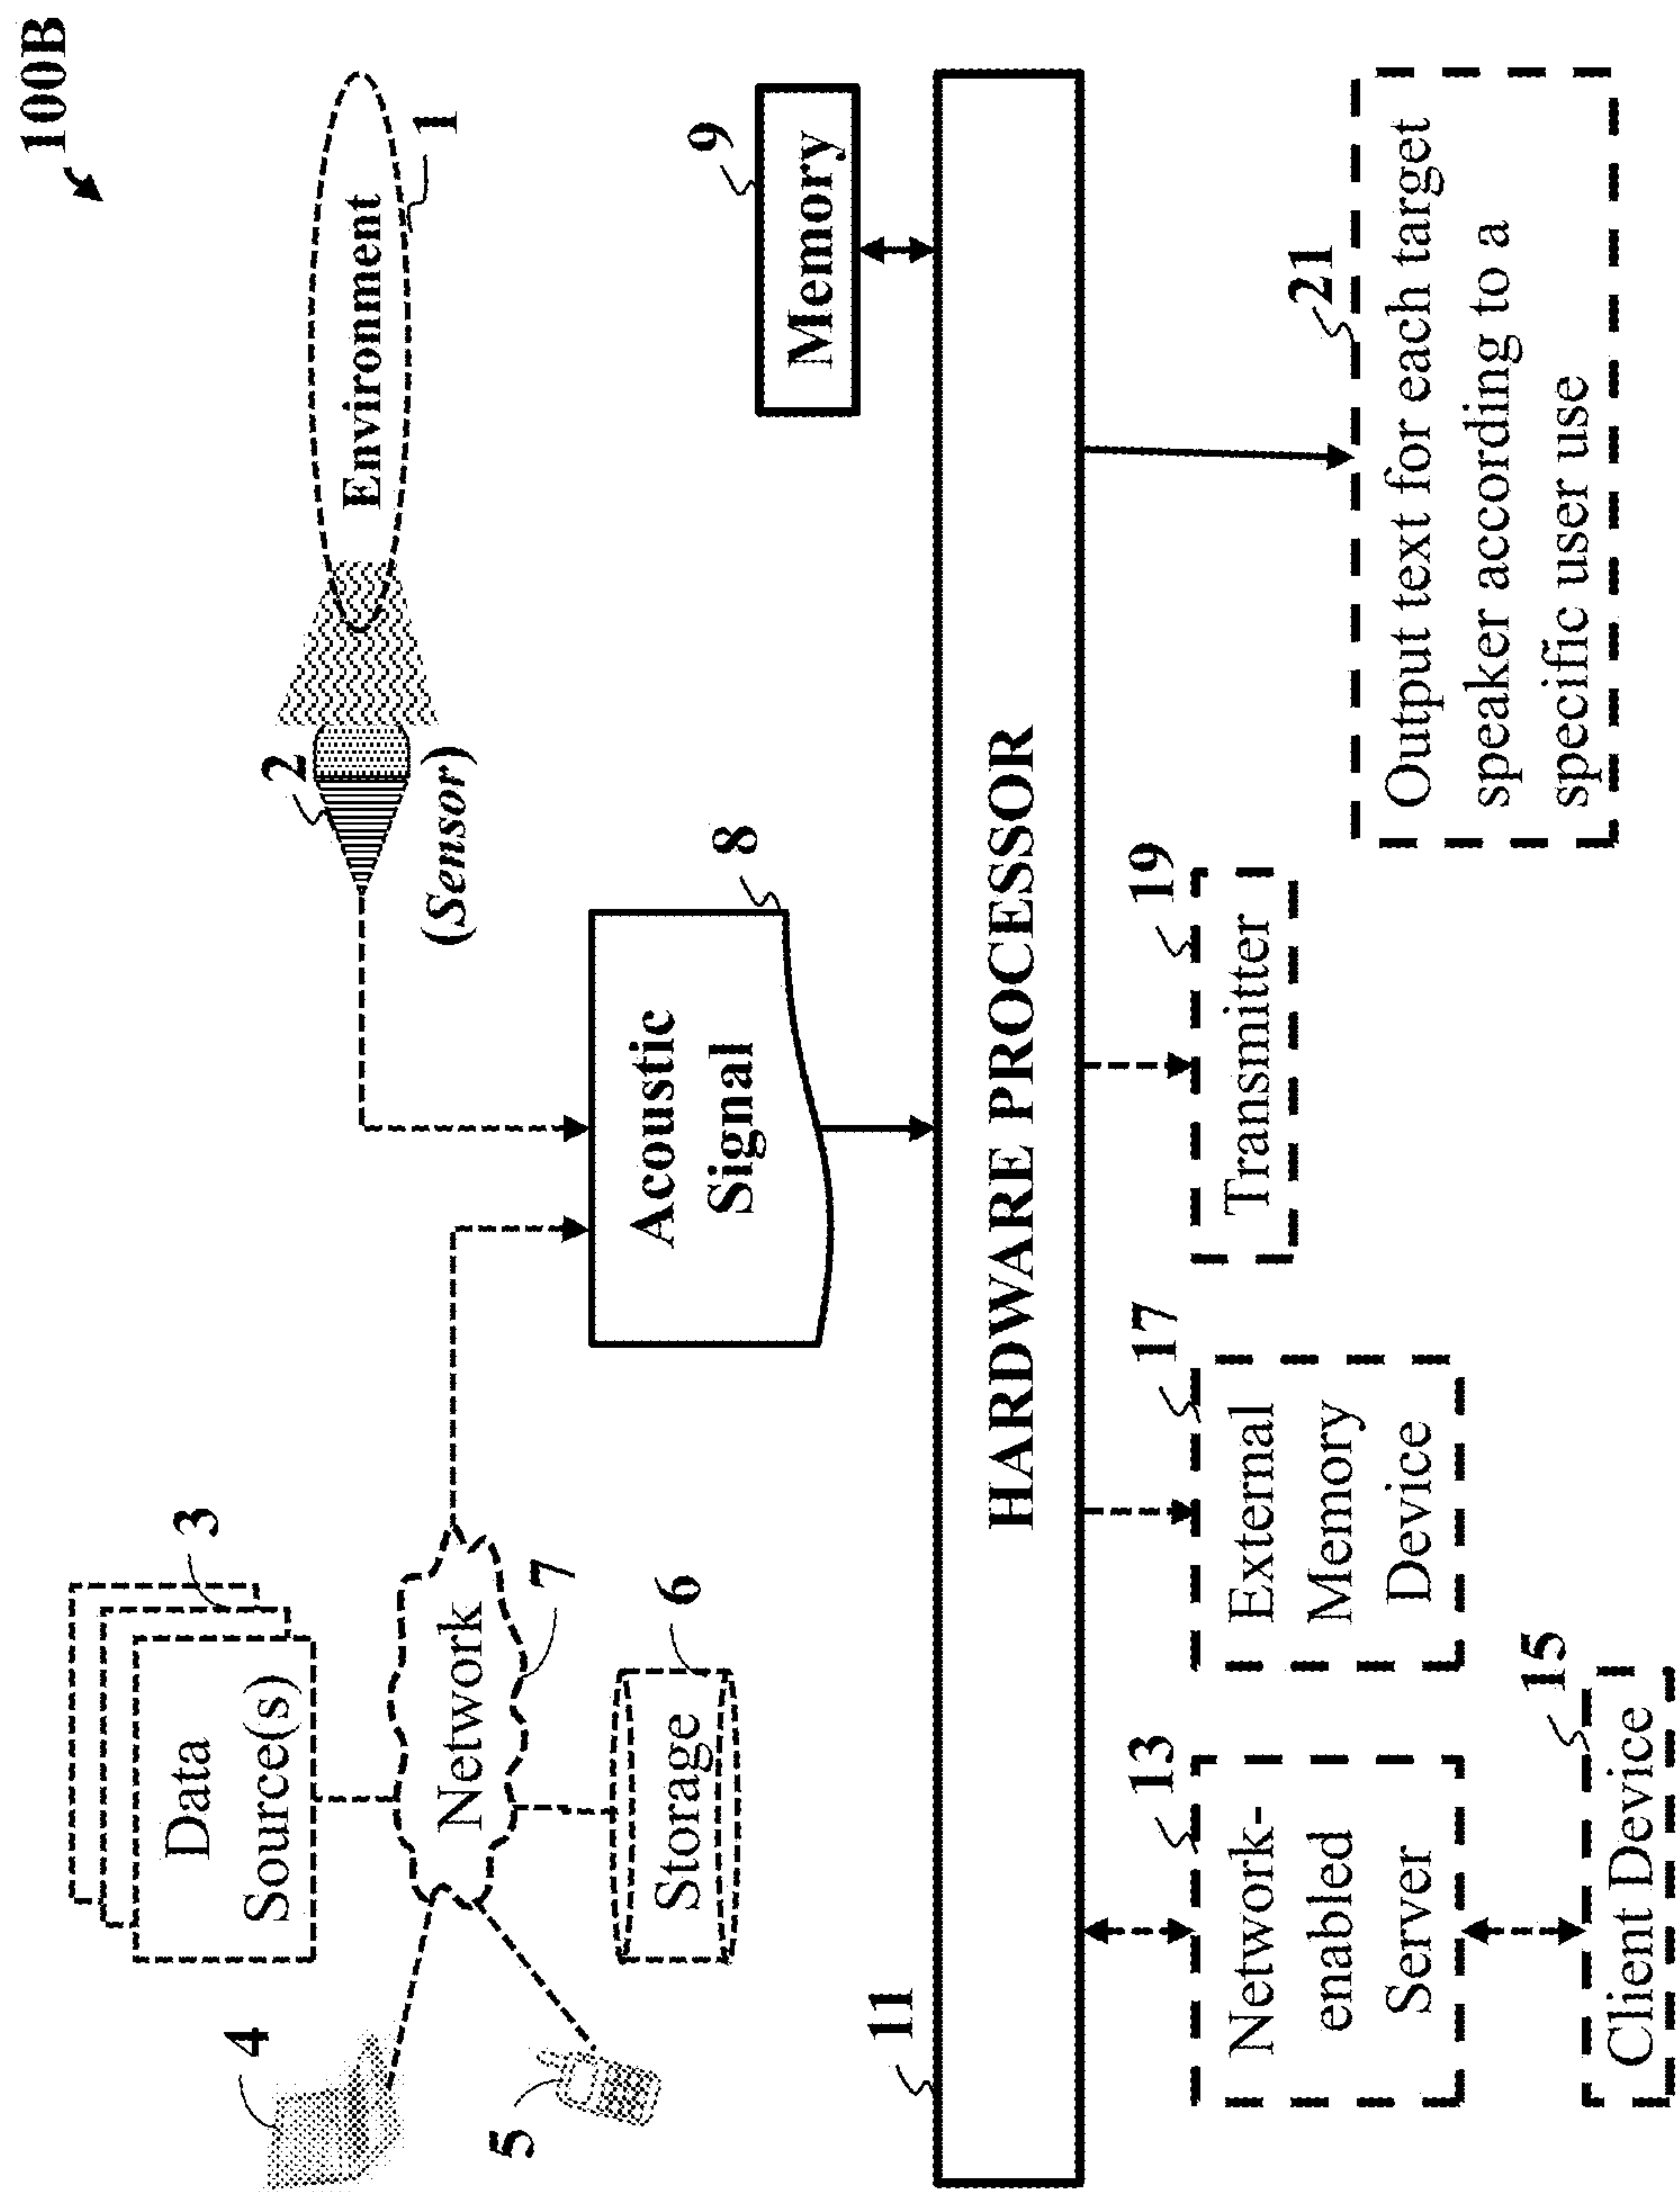 100B
Environment
1
2
(Sensor)
3
Data
Source(s)
4
5
Network
7
Storage
6
Acoustic
Signal
8
Memory
9
11
HARDWARE PROCESSOR
13
Network-
enabled
Server
15
Client Device
17
External
Memory
Device
19
Transmitter
21
Output text for each target
speaker according to a
specific user use